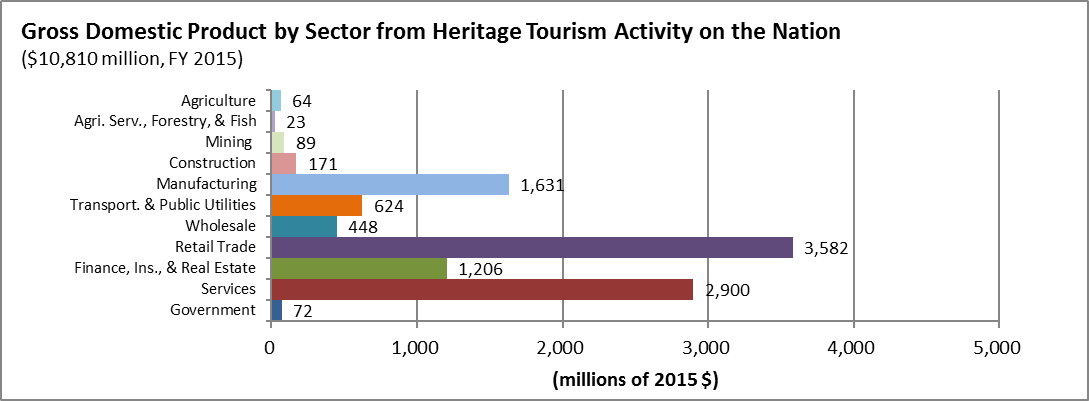 Gross Domestic Product by Sector from Heritage Tourism Activity on the Nation
($10,810 million, FY 2015)
Agriculture 64
Agri. Serv., Forestry, & Fish 23
Mining 89
Construction 171
Manufacturing 1,631
Transport. & Public Utilities 624
Wholesale 448
Retail Trade 3,582
Finance, Ins., & Real Estate 1,206
Services 2,900
Government 72
0 1,000 2,000 3,000 4,000 5,000
(millions of 2015 $)